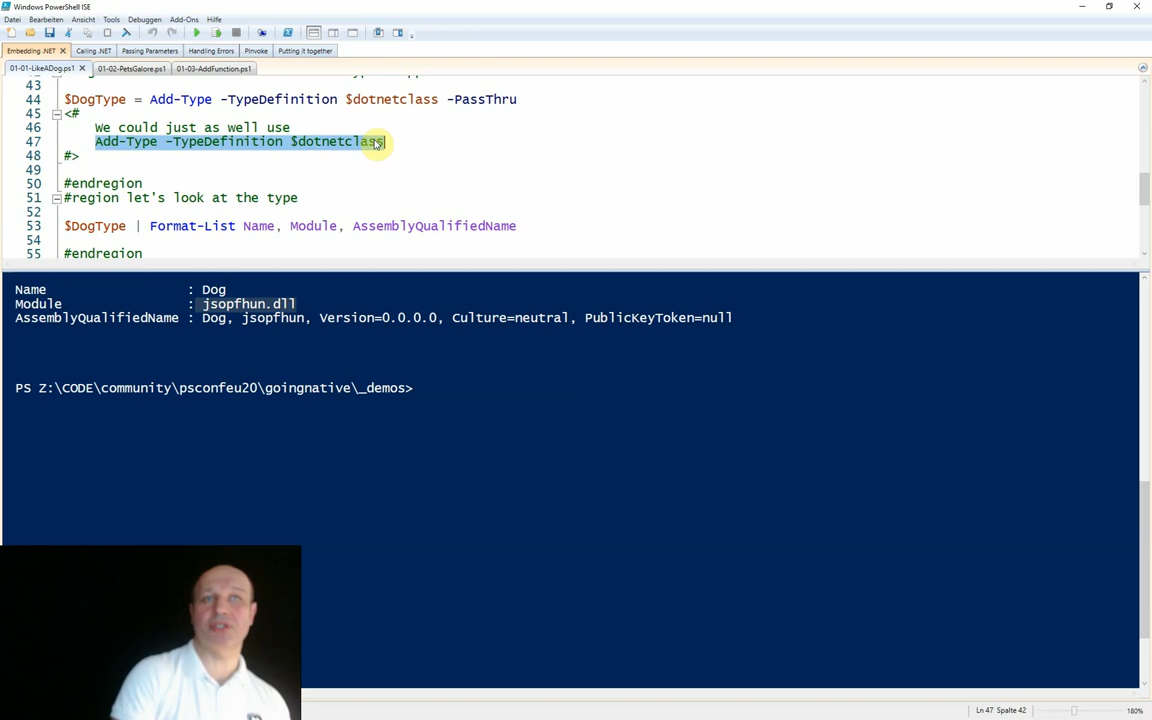 Windows PowerShell ISE
Datei Bearbeiten Ansicht Tools Debuggen Add-Ons Hilfe
Embedding .NET Calling .NET Passing Parameters Handling Errors Pinvoke Putting it together
01-01-LikeADog.ps1 01-02-PetsGalore.ps1 01-03-AddFunction.ps1
43
44 $DogType = Add-Type -TypeDefinition $dotnetclass -PassThru
45 <#
46 We could just as well use
47 Add-Type -TypeDefinition $dotnetclass
48 #>
49
50 #endregion
51 #region let's look at the type
52
53 $DogType | Format-List Name, Module, AssemblyQualifiedName
54
55 #endregion
Name : Dog
Module : jsopfhun.dll
AssemblyQualifiedName : Dog, jsopfhun, Version=0.0.0.0, Culture=neutral, PublicKeyToken=null
PS Z:\CODE\community\psconfeu20\goingnative\_demos>
Ln 47 Spalte 42 180%